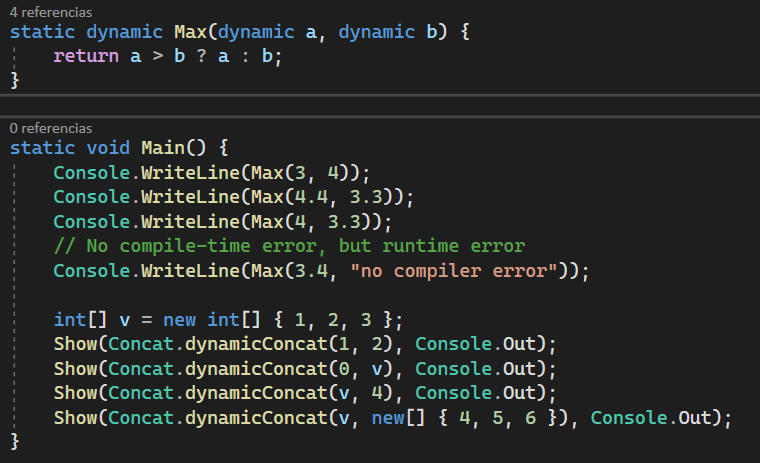 4 referencias
static dynamic Max(dynamic a, dynamic b) {
    return a > b ? a : b;
}
0 referencias
static void Main() {
    Console.WriteLine(Max(3, 4));
    Console.WriteLine(Max(4.4, 3.3));
    Console.WriteLine(Max(4, 3.3));
    // No compile-time error, but runtime error
    Console.WriteLine(Max(3.4, "no compiler error"));

    int[] v = new int[] { 1, 2, 3 };
    Show(Concat.dynamicConcat(1, 2), Console.Out);
    Show(Concat.dynamicConcat(0, v), Console.Out);
    Show(Concat.dynamicConcat(v, 4), Console.Out);
    Show(Concat.dynamicConcat(v, new[] { 4, 5, 6 }), Console.Out);
}